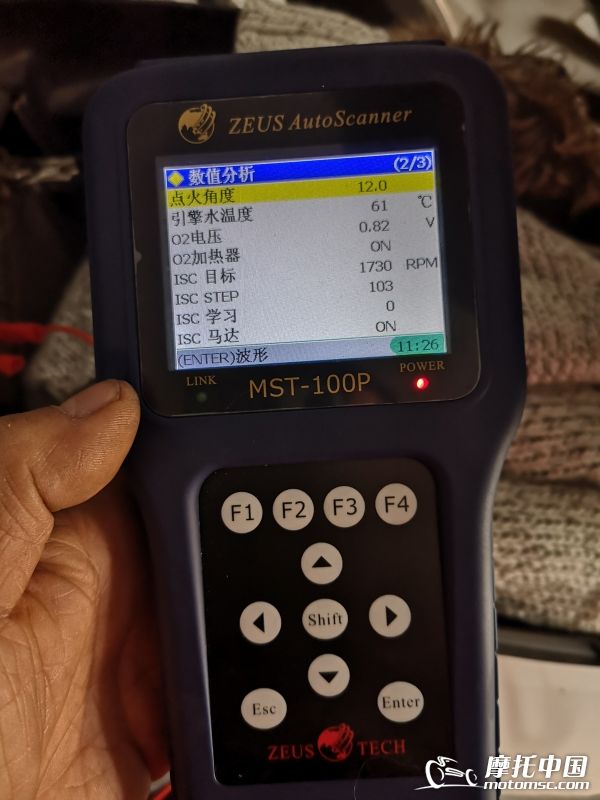 ZEUS AutoScanner
数值分析 (2/3)
点火角度 12.0
引擎水温度 61 ℃
O2电压 0.82 V
O2加热器 ON
ISC 目标 1730 RPM
ISC STEP 103
ISC 学习 0
ISC 马达 ON
(ENTER)波形 11:26
LINK MST-100P POWER
F1 F2 F3 F4
Shift
Esc Enter
ZEUS TECH
摩托中国
motomsc.com